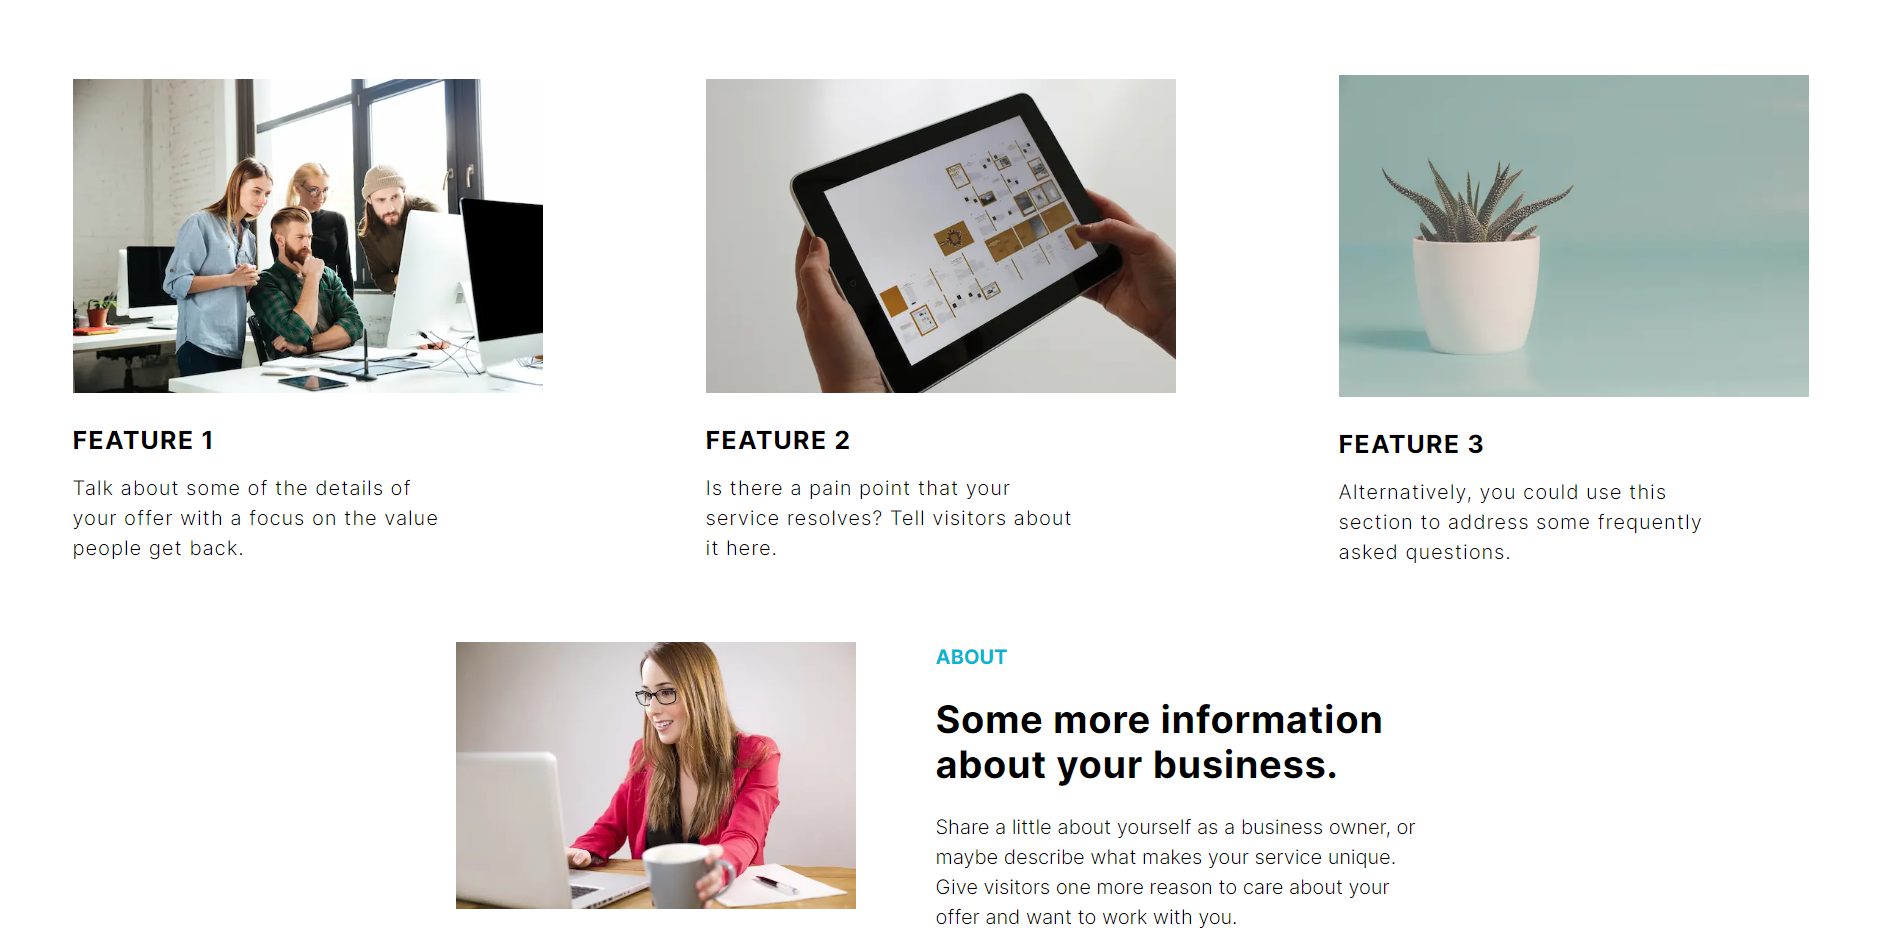 FEATURE 1
Talk about some of the details of
your offer with a focus on the value
people get back.
FEATURE 2
Is there a pain point that your
service resolves? Tell visitors about
it here.
FEATURE 3
Alternatively, you could use this
section to address some frequently
asked questions.
ABOUT
Some more information
about your business.
Share a little about yourself as a business owner, or
maybe describe what makes your service unique.
Give visitors one more reason to care about your
offer and want to work with you.